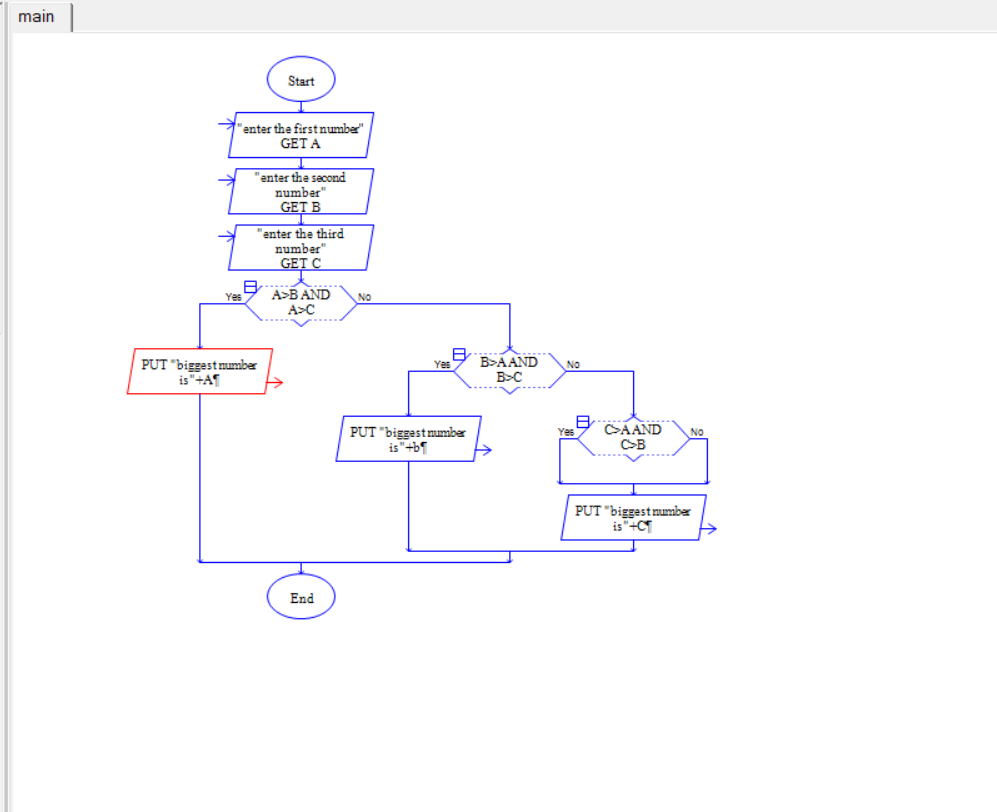 main
Start
"enter the first number"
GET A
"enter the second
number"
GET B
"enter the third
number"
GET C
Yes
A>B AND
A>C
No
PUT "biggest number
is"+A¶
Yes
B>A AND
B>C
No
PUT "biggest number
is"+b¶
Yes
C>A AND
C>B
No
PUT "biggest number
is"+C¶
End